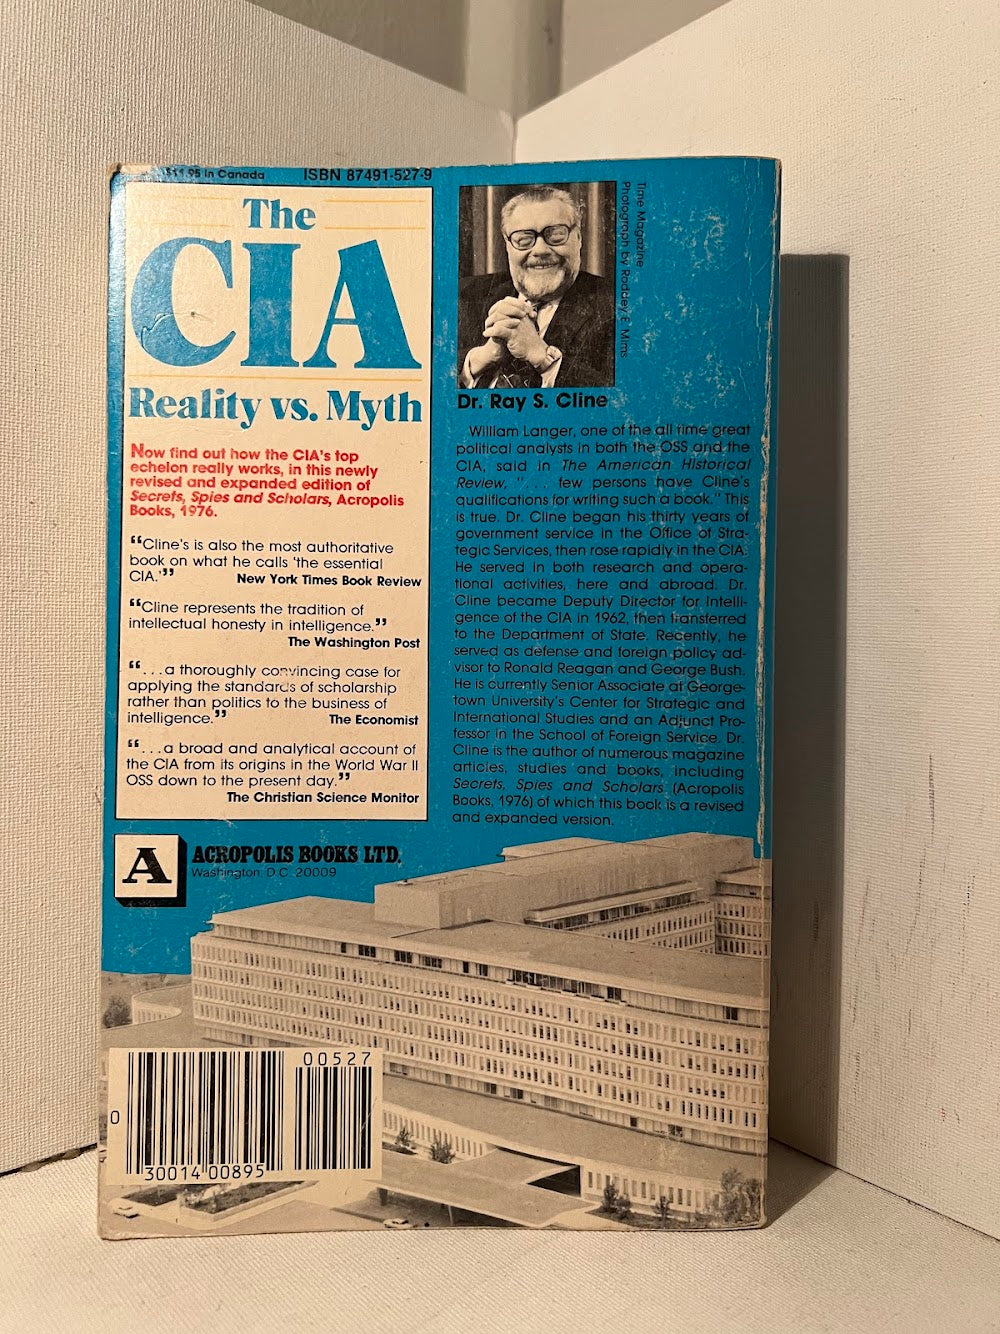 $11.95 in Canada
ISBN 87491-527-9
The
CIA
Reality vs. Myth
Now find out how the CIA's top
echelon really works, in this newly
revised and expanded edition of
Secrets, Spies and Scholars, Acropolis
Books, 1976.
“Cline's is also the most authoritative
book on what he calls 'the essential
CIA.'”
New York Times Book Review
“Cline represents the tradition of
intellectual honesty in intelligence.”
The Washington Post
“...a thoroughly convincing case for
applying the standards of scholarship
rather than politics to the business of
intelligence.”
The Economist
“...a broad and analytical account of
the CIA from its origins in the World War II
OSS down to the present day.”
The Christian Science Monitor
A
ACROPOLIS BOOKS LTD.
Washington, D.C. 20009
Time Magazine
Photograph by Roddey E. Mims
Dr. Ray S. Cline
William Langer, one of the all time great
political analysts in both the OSS and the
CIA, said in The American Historical
Review, "... few persons have Cline's
qualifications for writing such a book." This
is true. Dr. Cline began his thirty years of
government service in the Office of Stra-
tegic Services, then rose rapidly in the CIA.
He served in both research and opera-
tional activities, here and abroad. Dr.
Cline became Deputy Director for Intelli-
gence of the CIA in 1962, then transferred
to the Department of State. Recently, he
served as defense and foreign policy ad-
visor to Ronald Reagan and George Bush.
He is currently Senior Associate at George-
town University's Center for Strategic and
International Studies and an Adjunct Pro-
fessor in the School of Foreign Service. Dr.
Cline is the author of numerous magazine
articles, studies and books, including
Secrets, Spies and Scholars (Acropolis
Books, 1976) of which this book is a revised
and expanded version.
00527
0
30014 00895